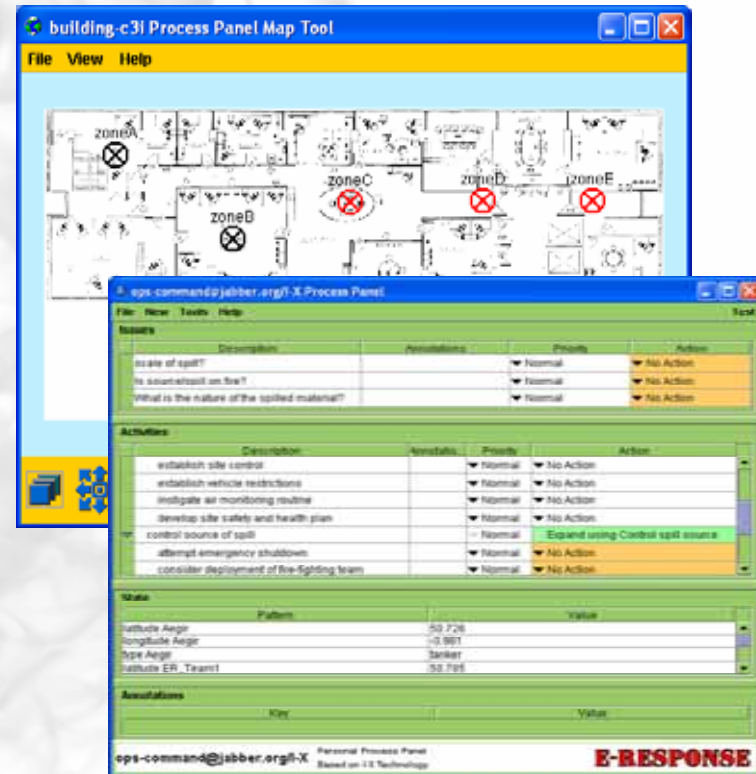 building-c3i Process Panel Map Tool
File View Help
zoneA
zoneB
zoneC
zoneD
zoneE
ops-command@jabber.org/I-X Process Panel
File New Tools Help Test
Issues
Description Annotations Priority Action
scale of spill? Normal No Action
Is source/spill on fire? Normal No Action
What is the nature of the spilled material? Normal No Action
Activities
Description Annotatio... Priority Action
establish site control Normal No Action
establish vehicle restrictions Normal No Action
instigate air monitoring routine Normal No Action
develop site safety and health plan Normal No Action
control source of spill Normal Expand using Control spill source
attempt emergency shutdown Normal No Action
consider deployment of fire-fighting team Normal No Action
State
Pattern Value
latitude Aegir 50.726
longitude Aegir
type Aegir tanker
latitude ER_Team1 50.785
Annotations
Key Value
ops-command@jabber.org/I-X Personal Process Panel
Based on I-X Technology
E-RESPONSE